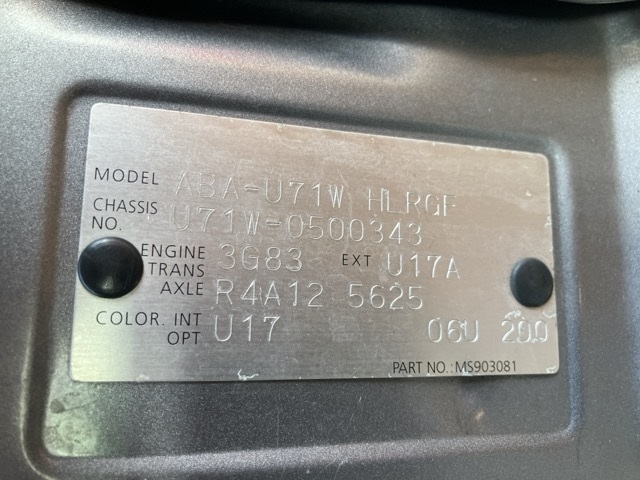 MODEL ABA-U71W HLRGF
CHASSIS NO. U71W-0500343
ENGINE 3G83 EXT U17A
TRANS AXLE R4A12 5625
COLOR. INT OPT U17 06U 200
PART NO.:MS903081